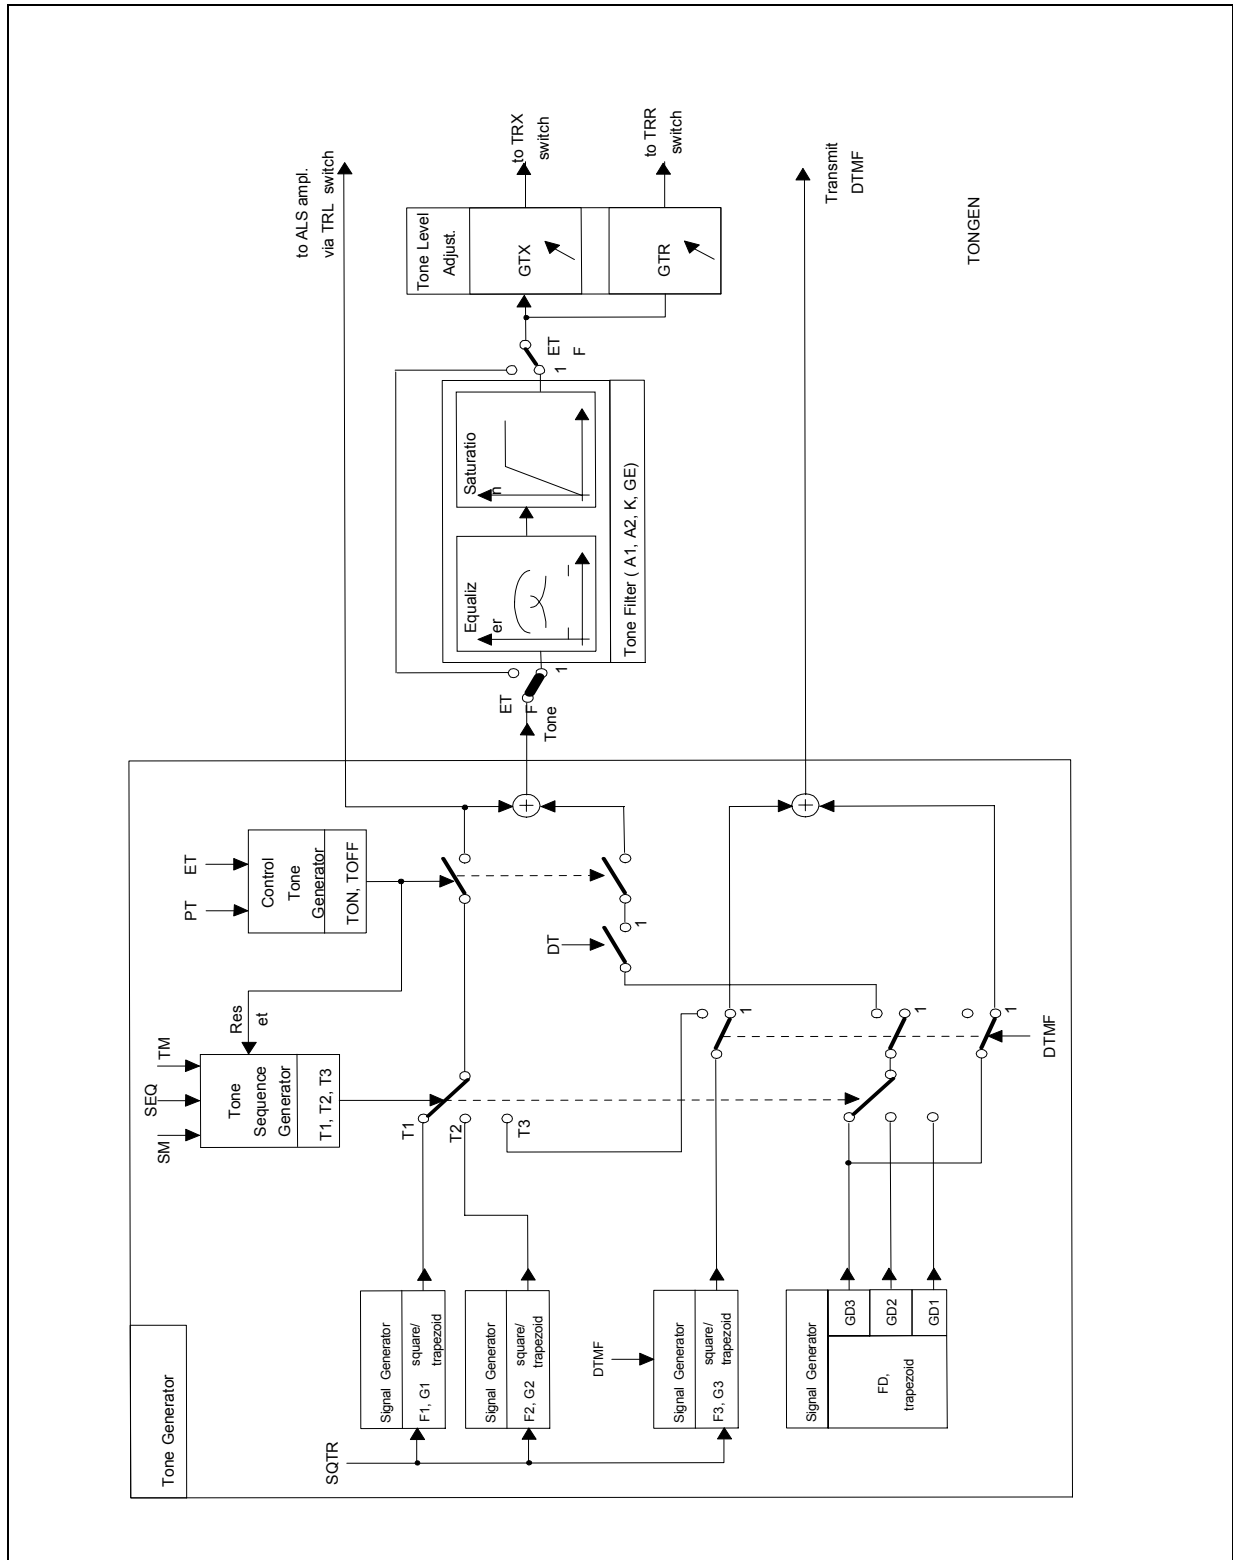 Tone Generator
SQTR
Signal Generator
F1, G1
square/
trapezoid
Signal Generator
F2, G2
square/
trapezoid
DTMF
Signal Generator
F3, G3
square/
trapezoid
Signal Generator
GD3
GD2
GD1
FD,
trapezoid
SM
SEQ
TM
Res
et
Tone
Sequence
Generator
T1, T2, T3
T1
T2
T3
PT
ET
Control
Tone
Generator
TON, TOFF
DT
1
1
1
DTMF
1
+
+
Tone
ET
F
1
Equaliz
er
Saturatio
n
Tone Filter ( A1, A2, K, GE)
ET
F
1
Tone Level
Adjust.
GTX
GTR
to ALS ampl.
via TRL switch
to TRX
switch
to TRR
switch
Transmit
DTMF
TONGEN